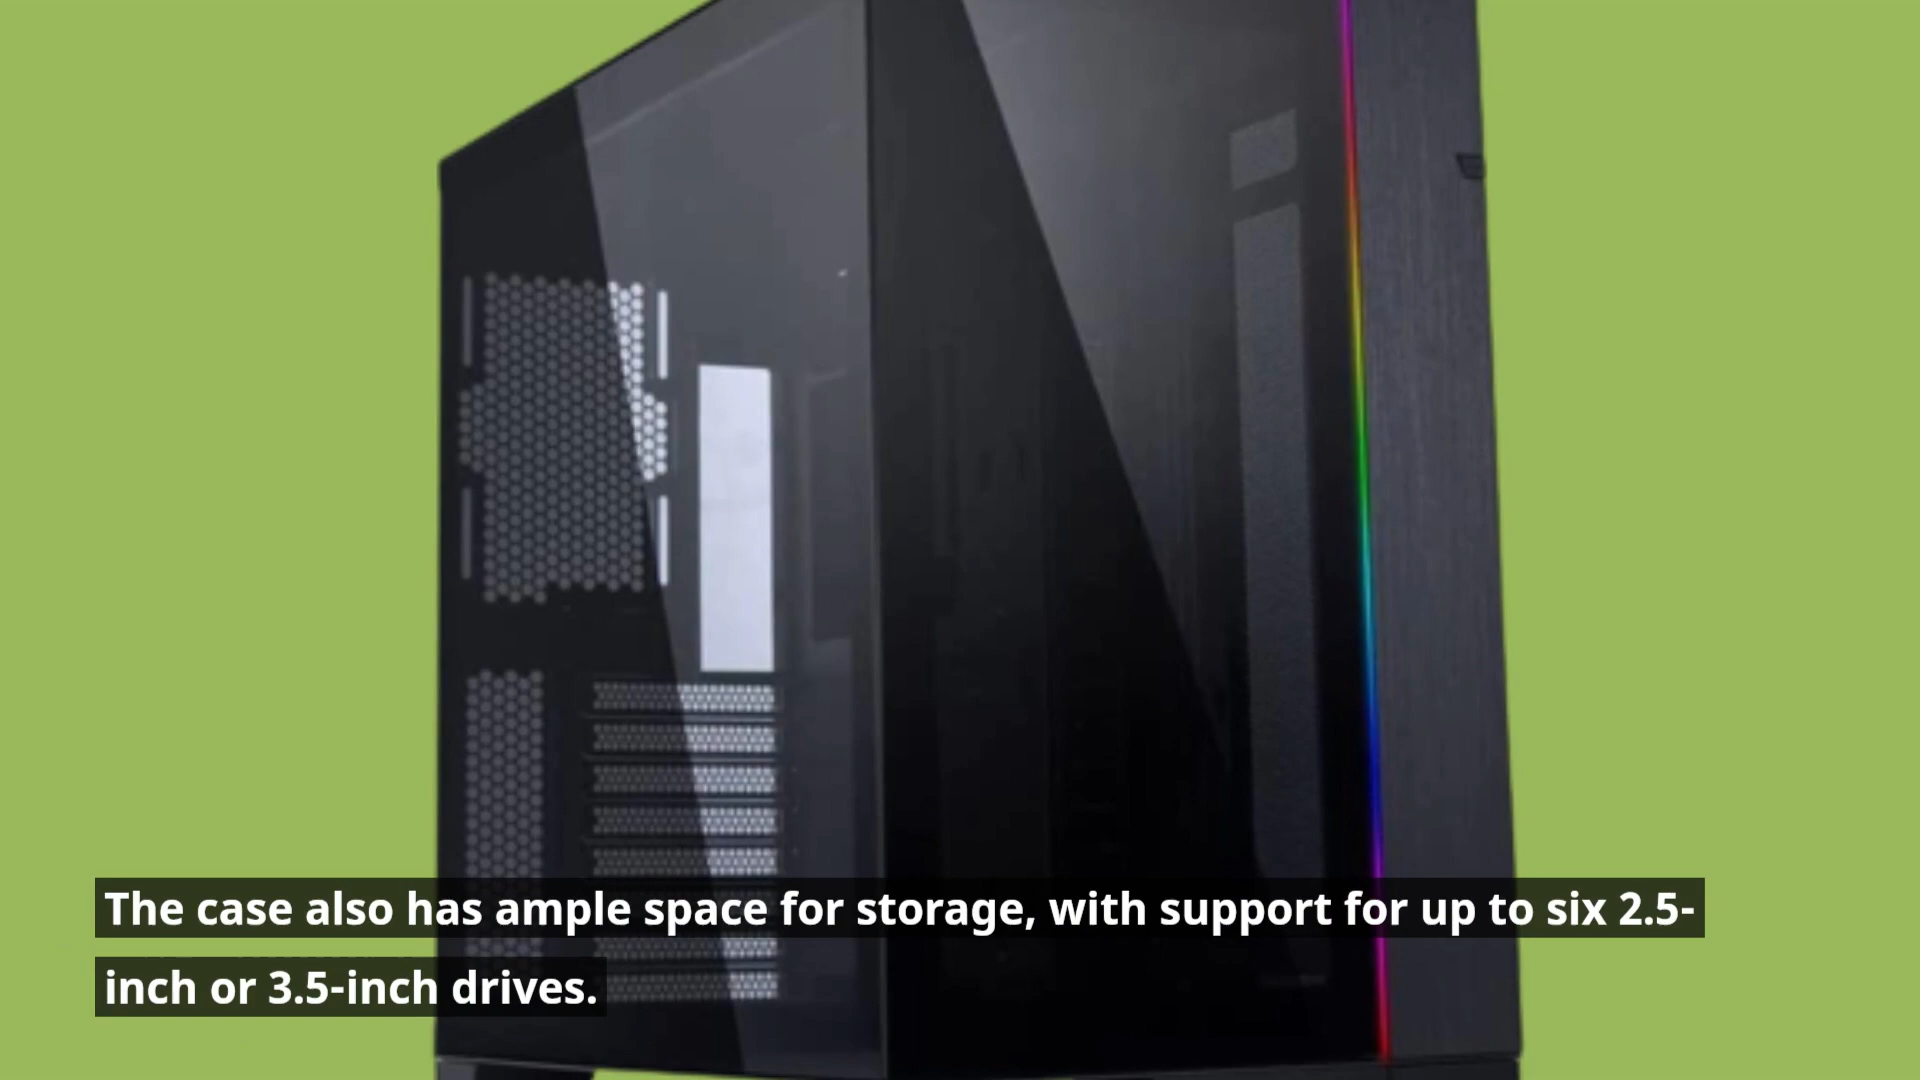 The case also has ample space for storage, with support for up to six 2.5-
inch or 3.5-inch drives.